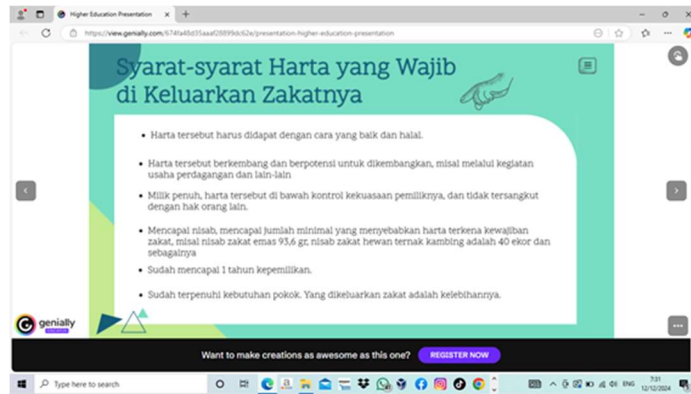 Higher Education Presentation
https://view.genially.com/674fa48d35aaaf28899dc62e/presentation-higher-education-presentation
Syarat-syarat Harta yang Wajib
di Keluarkan Zakatnya
• Harta tersebut harus didapat dengan cara yang baik dan halal.
• Harta tersebut berkembang dan berpotensi untuk dikembangkan, misal melalui kegiatan
usaha perdagangan dan lain-lain
• Milik penuh, harta tersebut di bawah kontrol kekuasaan pemiliknya, dan tidak tersangkut
dengan hak orang lain.
• Mencapai nisab, mencapai jumlah minimal yang menyebabkan harta terkena kewajiban
zakat, misal nisab zakat emas 93,6 gr, nisab zakat hewan ternak kambing adalah 40 ekor dan
sebagainya
• Sudah mencapai 1 tahun kepemilikan.
• Sudah terpenuhi kebutuhan pokok. Yang dikeluarkan zakat adalah kelebihannya.
genially
Want to make creations as awesome as this one?
REGISTER NOW
Type here to search
ENG
7:31
12/12/2024